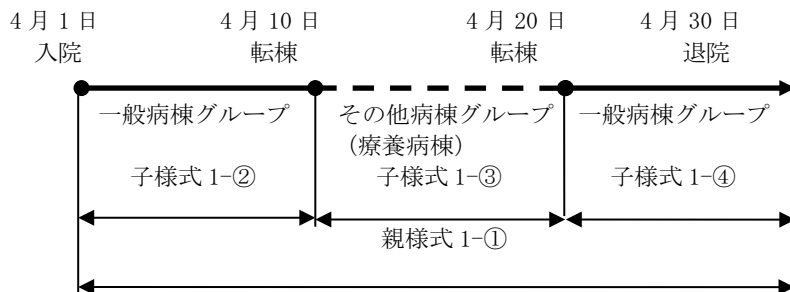 4月1日 4月10日 4月20日 4月30日
入院 転棟 転棟 退院
一般病棟グループ その他病棟グループ 一般病棟グループ
(療養病棟)
子様式 1-② 子様式 1-③ 子様式 1-④
親様式 1-①